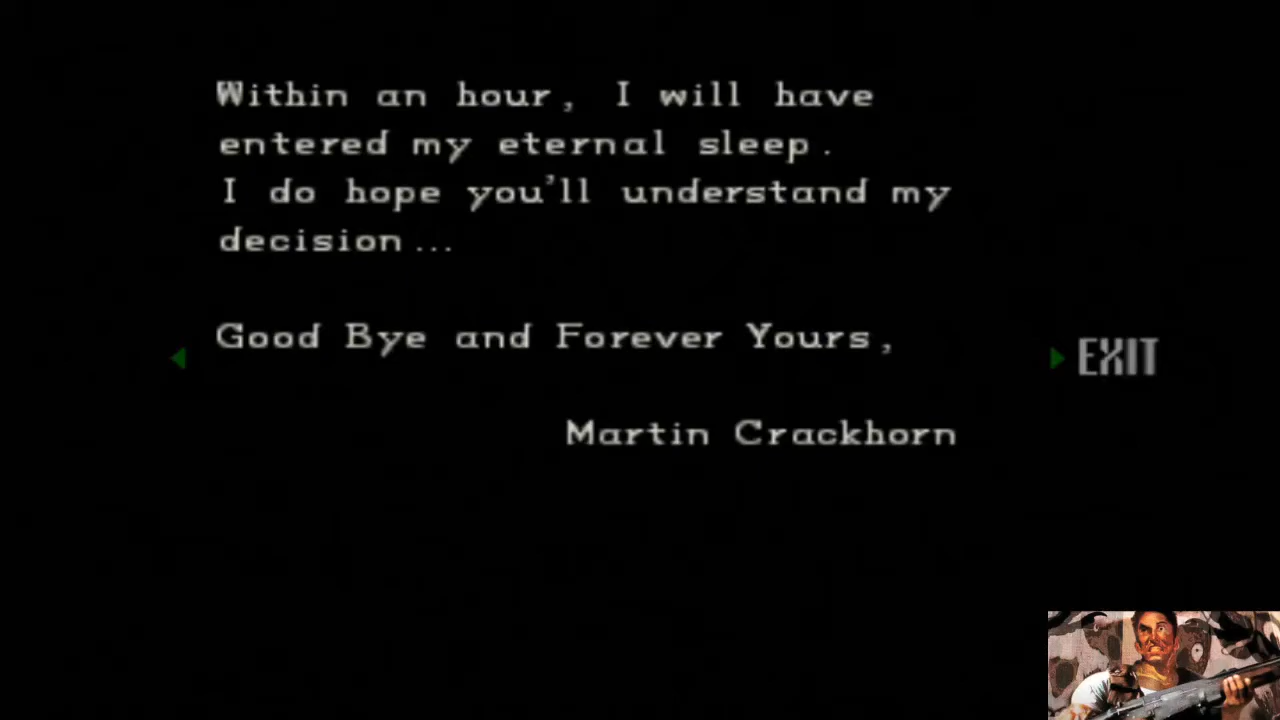 Within an hour, I will have
entered my eternal sleep.
I do hope you'll understand my
decision...
Good Bye and Forever Yours,
EXIT
Martin Crackhorn